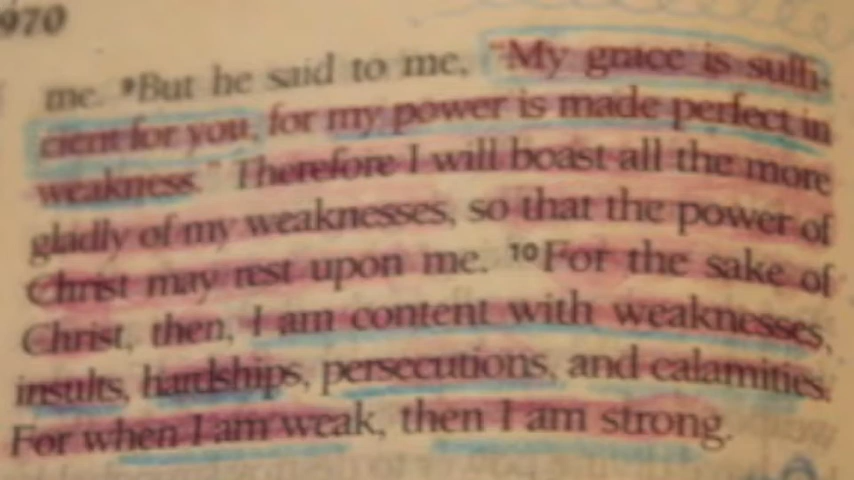 970
me. ⁹But he said to me, "My grace is suffi-
cient for you, for my power is made perfect in
weakness." Therefore I will boast all the more
gladly of my weaknesses, so that the power of
Christ may rest upon me. ¹⁰For the sake of
Christ, then, I am content with weaknesses,
insults, hardships, persecutions, and calamities.
For when I am weak, then I am strong.